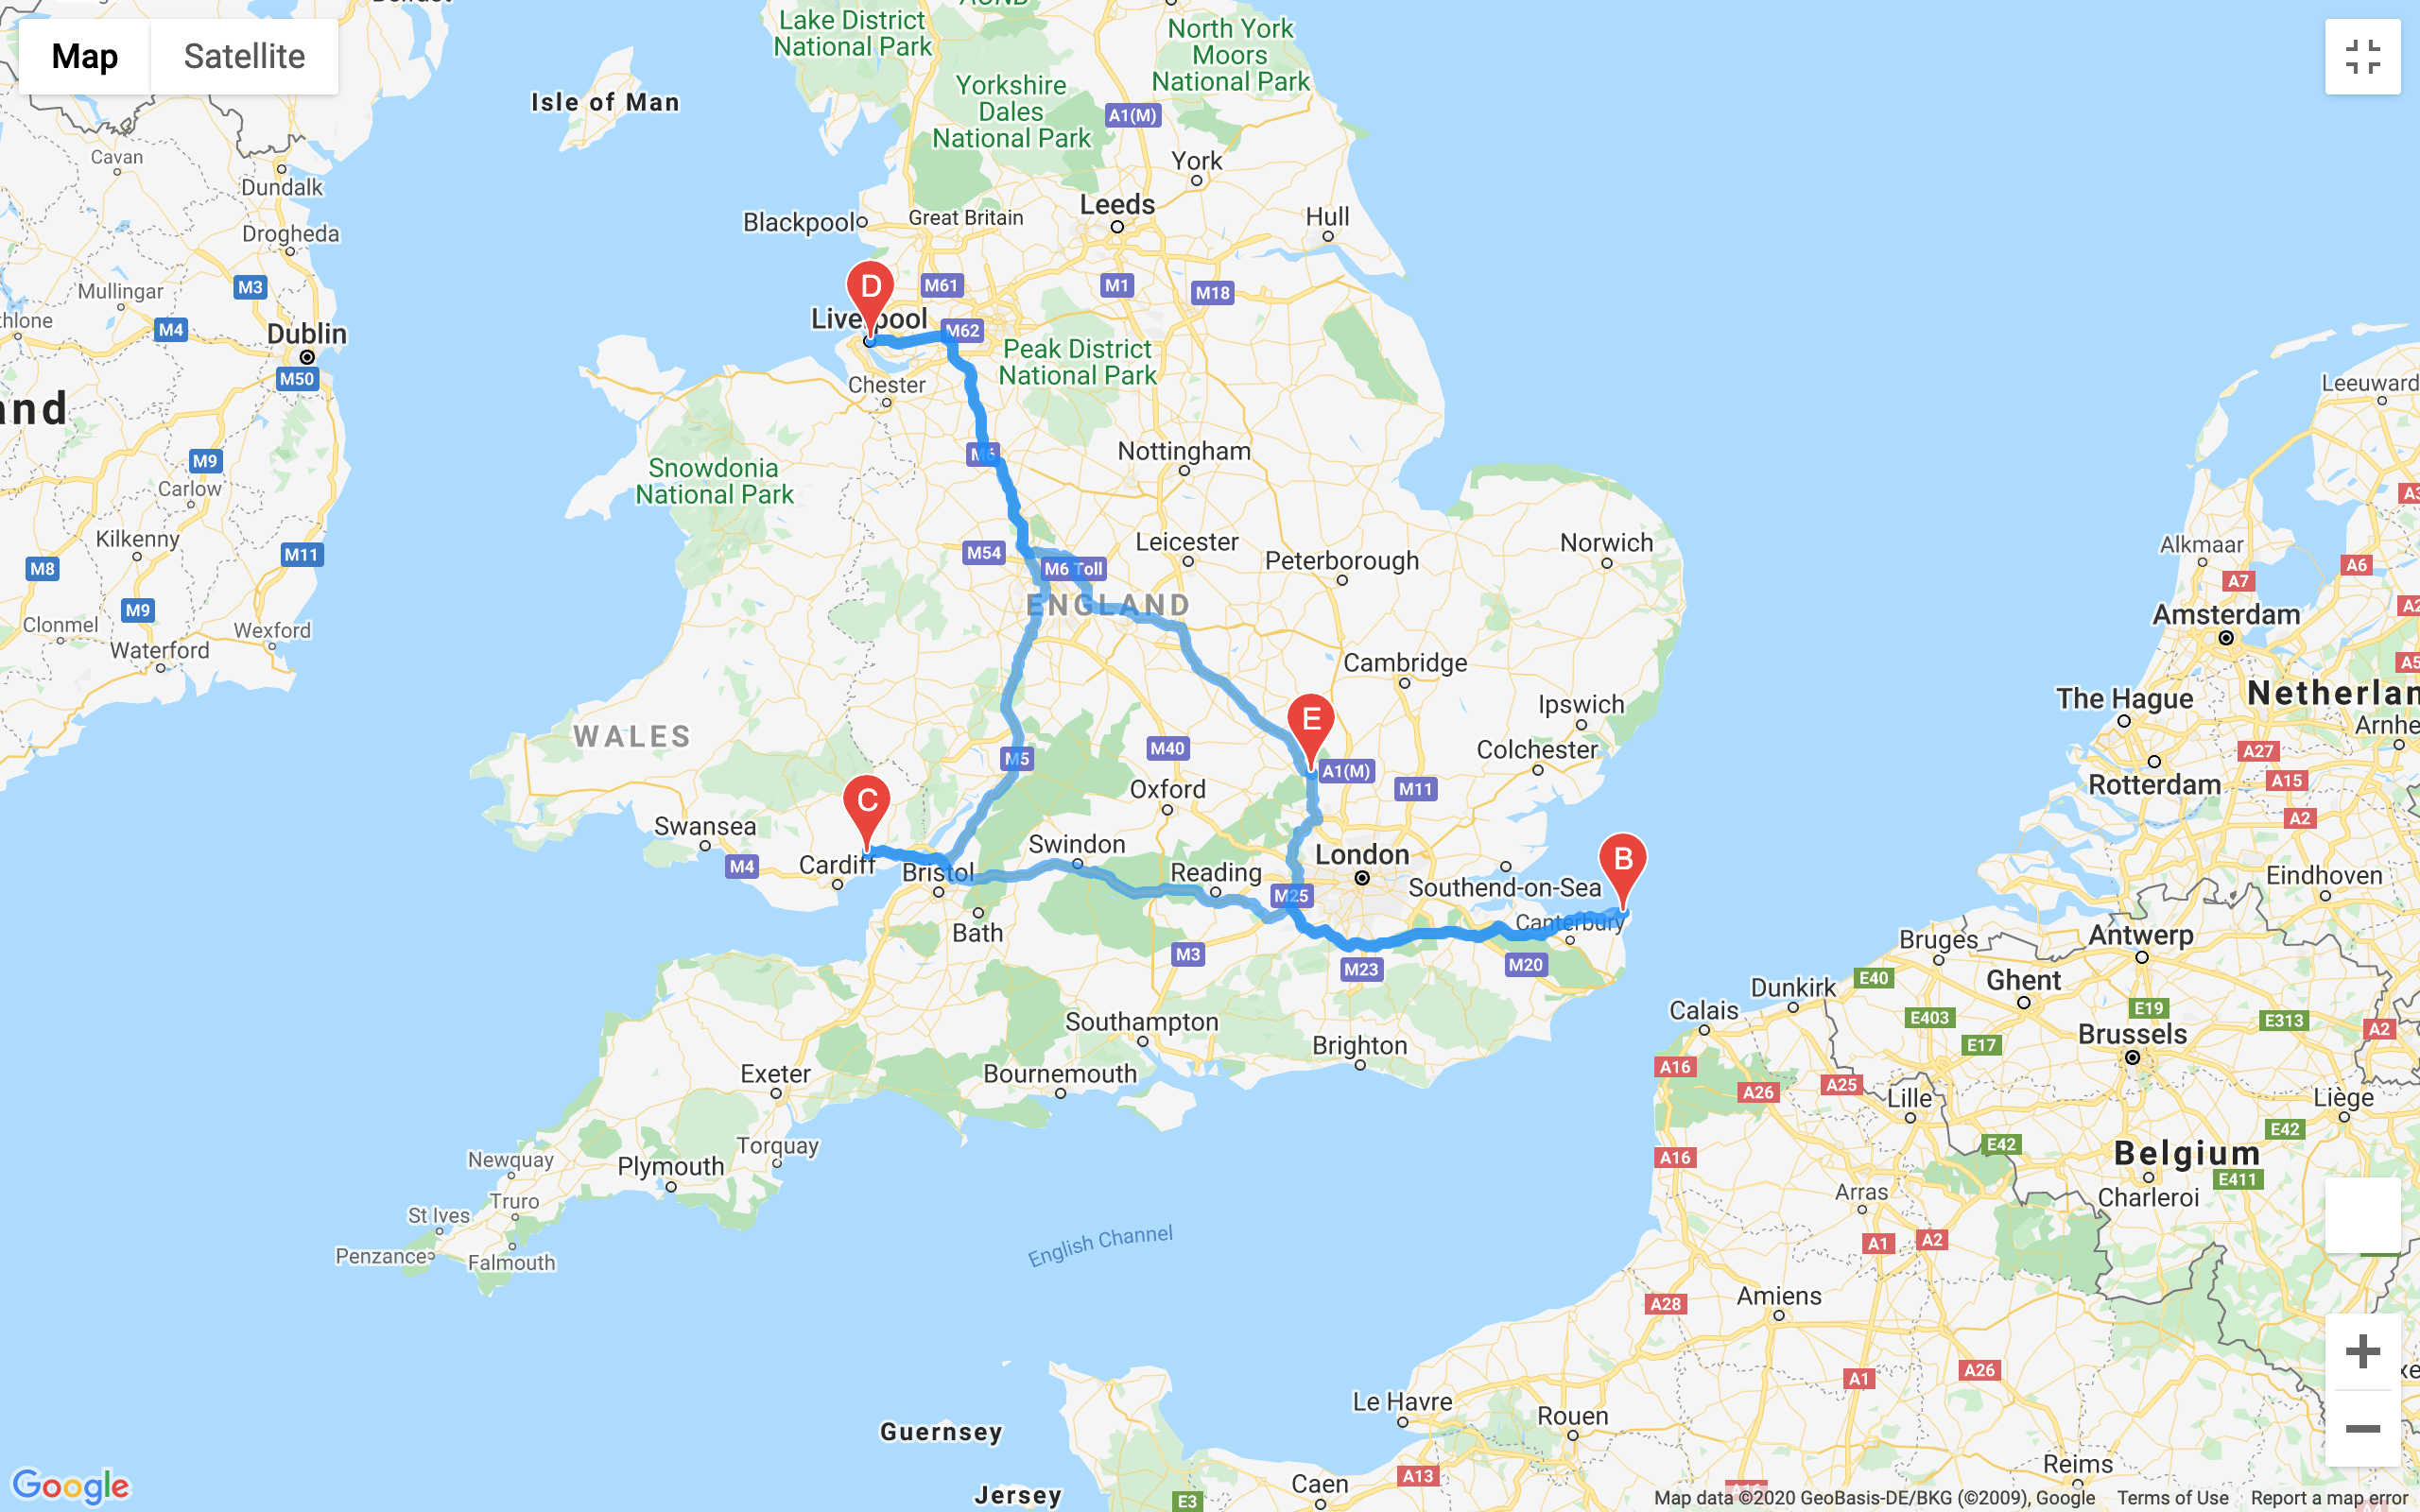 Map
Satellite
Lake District
National Park
North York
Moors
National Park
Isle of Man
Yorkshire
Dales
National Park
A1(M)
York
Cavan
Dundalk
Leeds
Hull
Blackpool
Great Britain
Drogheda
M3
Mullingar
M61
M1
M18
D
Liverpool
M62
M4
Dublin
M50
Peak District
National Park
Chester
Leeuward
M9
Carlow
Nottingham
M6
Snowdonia
National Park
Kilkenny
M11
M8
M54
M6 Toll
Leicester
Peterborough
Norwich
Alkmaar
A6
A7
M9
Clonmel
Waterford
Wexford
ENGLAND
Amsterdam
Cambridge
The Hague
Netherlan
Arnhe
WALES
E
Ipswich
Colchester
M40
M5
A1(M)
M11
A27
A15
Rotterdam
A2
Oxford
C
Swansea
M4
Cardiff
Bristol
Swindon
Reading
London
M25
Southend-on-Sea
B
Canterbury
Eindhoven
Bath
M3
M23
M20
Bruges
Antwerp
E40
Ghent
Dunkirk
Calais
E403
E19
E313
A2
Southampton
Brighton
E17
Brussels
Exeter
Bournemouth
A16
A26
A25
Lille
Liège
Torquay
Newquay
Plymouth
E42
E42
A16
Belgium
E411
Charleroi
Arras
Truro
St Ives
Penzance
Falmouth
English Channel
A1
A2
A28
Amiens
A26
A1
Le Havre
Rouen
Guernsey
Reims
Caen
A13
Jersey
E3
Google
Map data ©2020 GeoBasis-DE/BKG (©2009), Google
Terms of Use
Report a map error